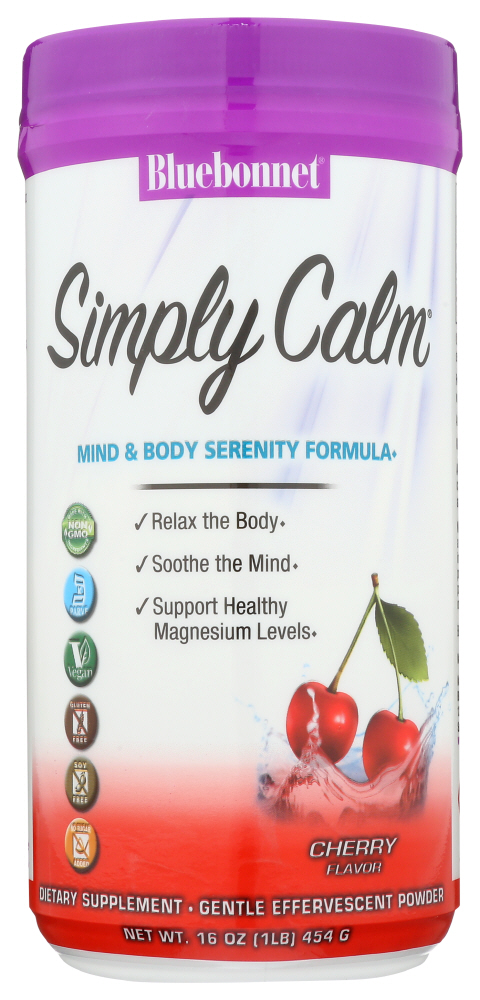 Bluebonnet®
Simply Calm®
MIND & BODY SERENITY FORMULA⬩
✓ Relax the Body⬩
✓ Soothe the Mind⬩
✓ Support Healthy
Magnesium Levels⬩
NON
GMO
Vegan
GLUTEN
FREE
SOY
FREE
CHERRY
FLAVOR
DIETARY SUPPLEMENT • GENTLE EFFERVESCENT POWDER
NET WT. 16 OZ (1LB) 454 G